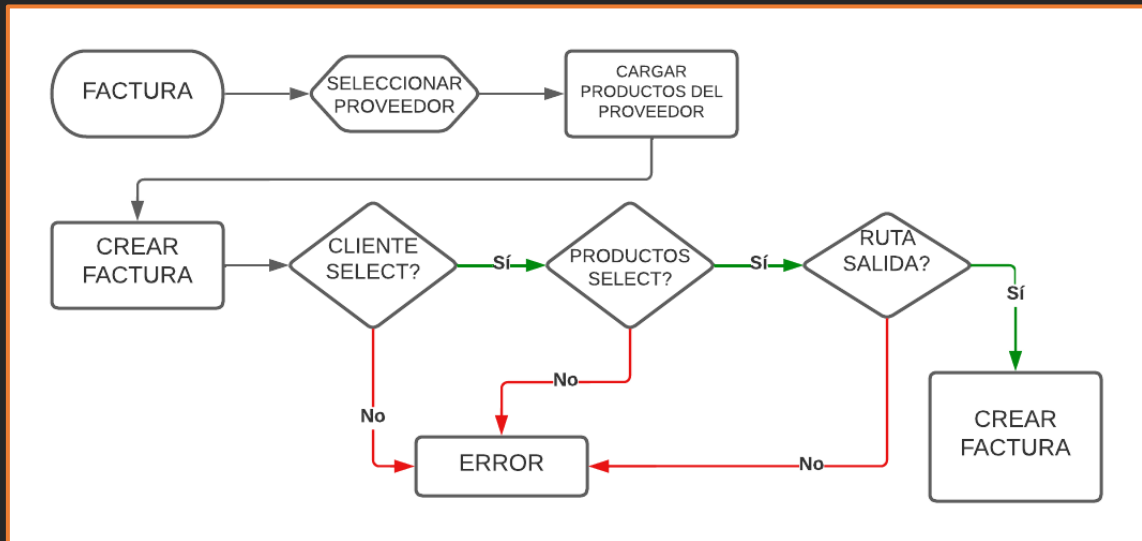 FACTURA
SELECCIONAR
PROVEEDOR
CARGAR
PRODUCTOS DEL
PROVEEDOR
CREAR
FACTURA
CLIENTE
SELECT?
Sí
PRODUCTOS
SELECT?
Sí
RUTA
SALIDA?
Sí
No
No
No
ERROR
CREAR
FACTURA